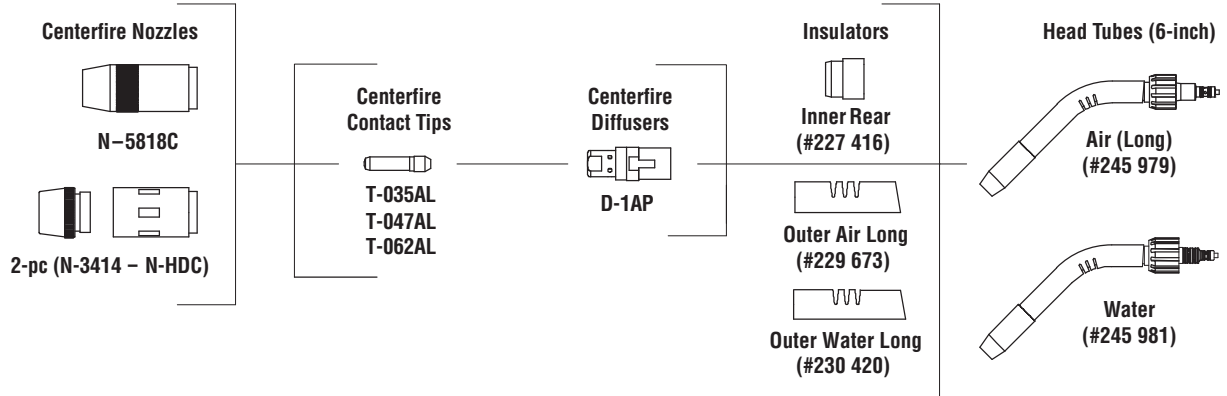 Centerfire Nozzles
N–5818C
2-pc (N-3414 – N-HDC)
Centerfire
Contact Tips
T-035AL
T-047AL
T-062AL
Centerfire
Diffusers
D-1AP
Insulators
Inner Rear
(#227 416)
Outer Air Long
(#229 673)
Outer Water Long
(#230 420)
Head Tubes (6-inch)
Air (Long)
(#245 979)
Water
(#245 981)